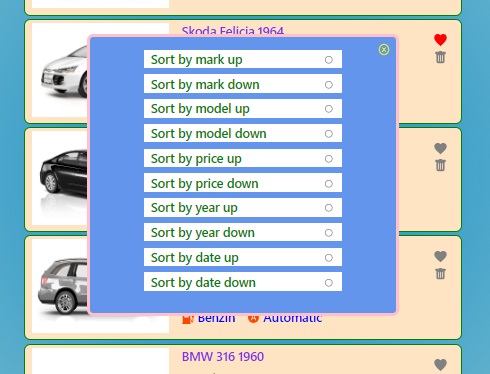 Skoda Felicia 1964
Sort by mark up
Sort by mark down
Sort by model up
Sort by model down
Sort by price up
Sort by price down
Sort by year up
Sort by year down
Sort by date up
Sort by date down
Benzin Automatic
BMW 316 1960